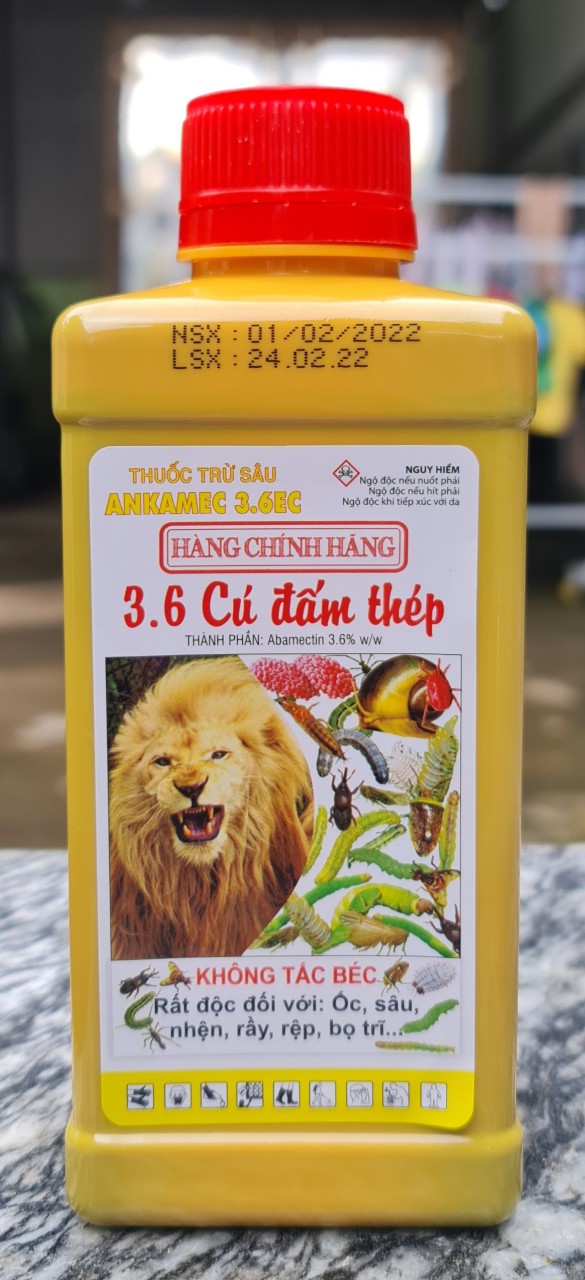 NSX : 01/02/2022
LSX : 24.02.22
THUỐC TRỪ SÂU
ANKAMEC 3.6EC
NGUY HIỂM
Ngộ độc nếu nuốt phải
Ngộ độc nếu hít phải
Ngộ độc khi tiếp xúc với da
HÀNG CHÍNH HÃNG
3.6 Cú đấm thép
THÀNH PHẦN: Abamectin 3.6% w/w
KHÔNG TẮC BÉC
Rất độc đối với: Ốc, sâu,
nhện, rầy, rệp, bọ trĩ...